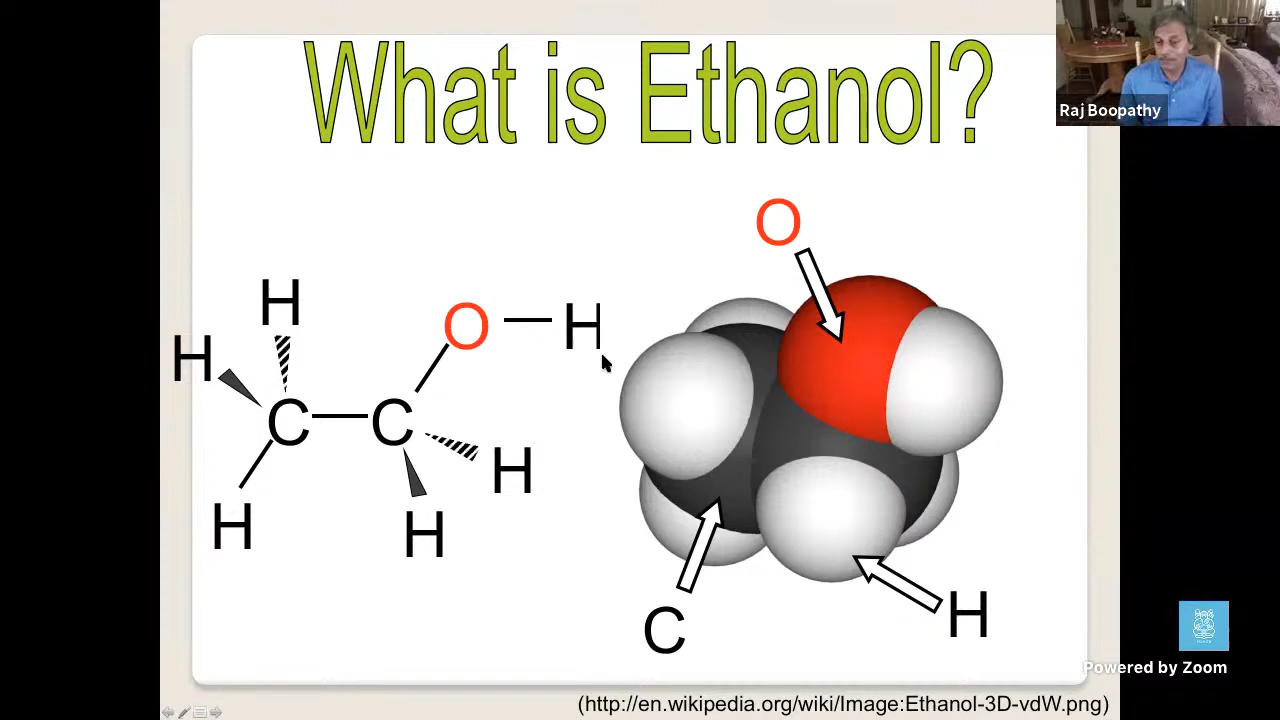 What is Ethanol?
Raj Boopathy
O
H
O
H
H
C
C
H
H
H
C
H
(http://en.wikipedia.org/wiki/Image:Ethanol-3D-vdW.png)
Powered by Zoom